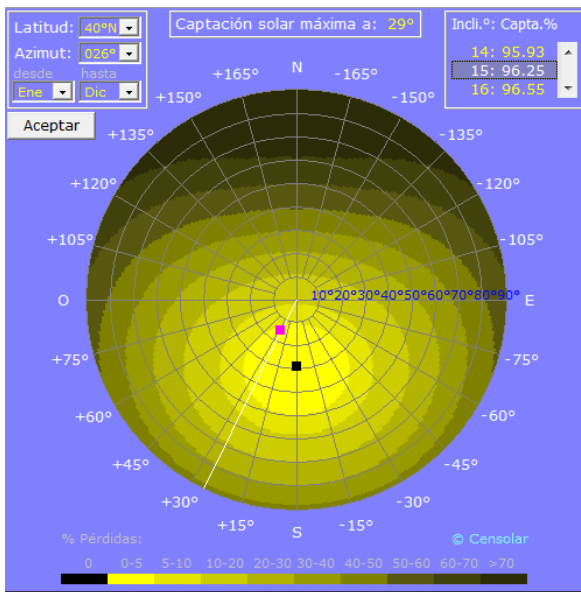 Latitud: 40°N
Azimut: 026°
desde hasta
Ene Dic
Aceptar
Captación solar máxima a: 29°
Incli.°: Capta.%
14: 95.93
15: 96.25
16: 96.55
N
+165° -165°
+150° -150°
+135° -135°
+120° -120°
+105° -105°
O 10°20°30°40°50°60°70°80°90° E
+75° -75°
+60° -60°
+45° -45°
+30° -30°
+15° -15°
S
% Pérdidas: © Censolar
0 0-5 5-10 10-20 20-30 30-40 40-50 50-60 60-70 >70